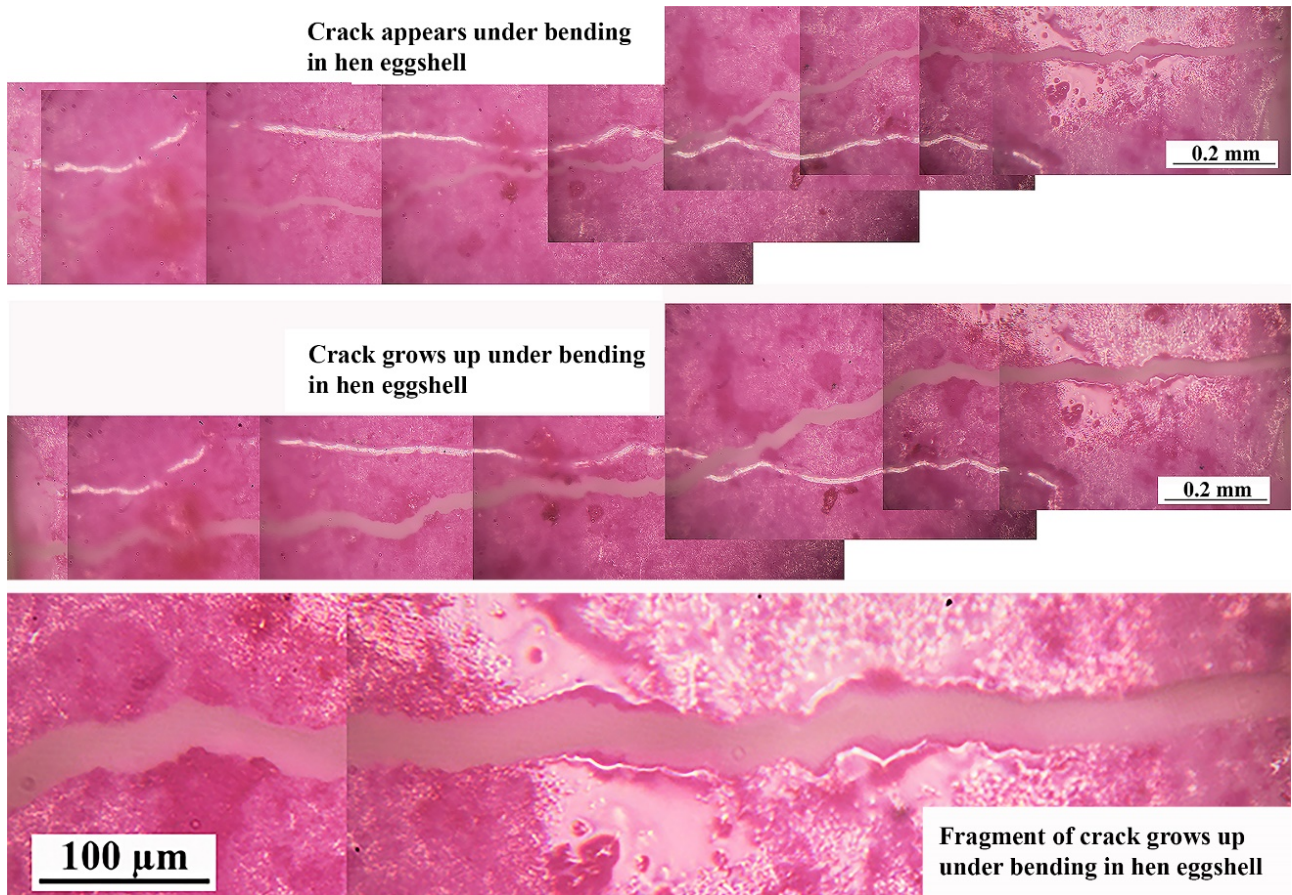 Crack appears under bending
in hen eggshell
0.2 mm
Crack grows up under bending
in hen eggshell
0.2 mm
100 µm
Fragment of crack grows up
under bending in hen eggshell